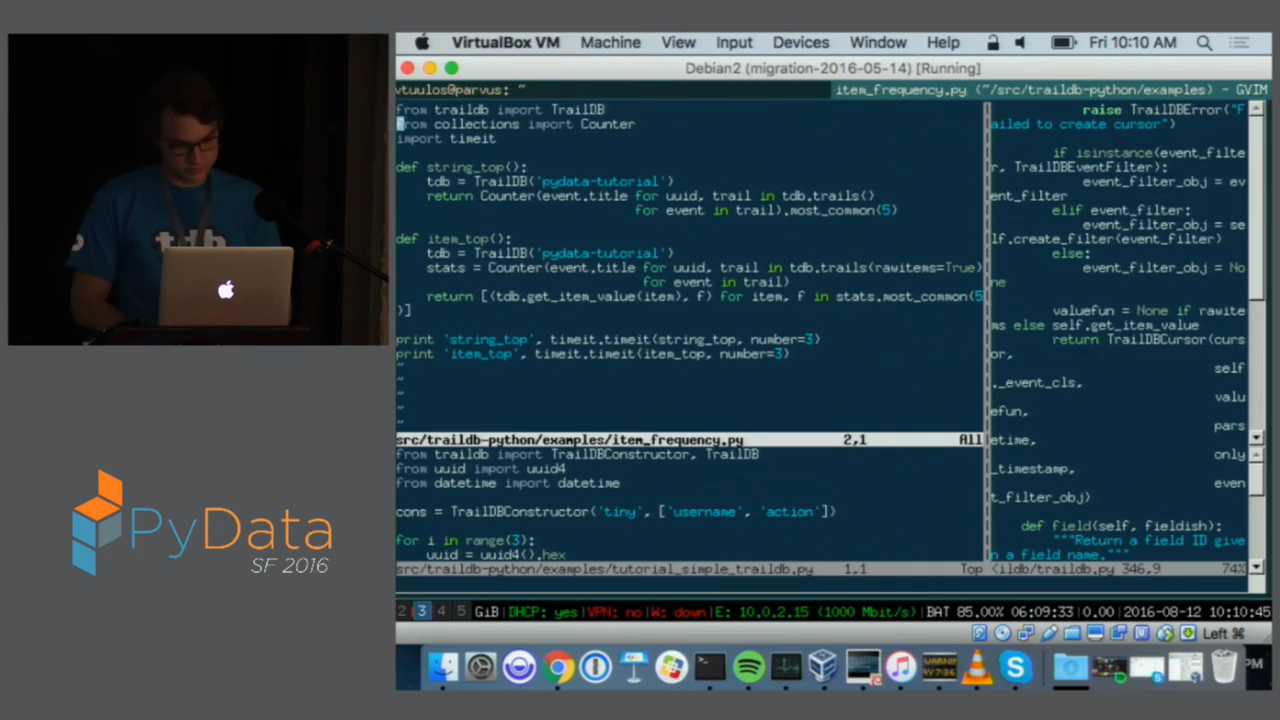 VirtualBox VM Machine View Input Devices Window Help Fri 10:10 AM
Debian2 (migration-2016-05-14) [Running]
vtuulos@parvus: ~
item_frequency.py (~/src/traildb-python/examples) - GVIM
from traildb import TrailDB
from collections import Counter
import timeit
def string_top():
tdb = TrailDB('pydata-tutorial')
return Counter(event.title for uuid, trail in tdb.trails()
for event in trail).most_common(5)
def item_top():
tdb = TrailDB('pydata-tutorial')
stats = Counter(event.title for uuid, trail in tdb.trails(rawitems=True)
for event in trail)
return [(tdb.get_item_value(item), f) for item, f in stats.most_common(5
)]
print 'string_top', timeit.timeit(string_top, number=3)
print 'item_top', timeit.timeit(item_top, number=3)
~
~
~
~
src/traildb-python/examples/item_frequency.py 2,1 All
from traildb import TrailDBConstructor, TrailDB
from uuid import uuid4
from datetime import datetime
cons = TrailDBConstructor('tiny', ['username', 'action'])
for i in range(3):
uuid = uuid4().hex
src/traildb-python/examples/tutorial_simple_traildb.py 1,1 Top
raise TrailDBError("F
ailed to create cursor")
if isinstance(event_filte
r, TrailDBEventFilter):
event_filter_obj = ev
ent_filter
elif event_filter:
event_filter_obj = se
lf.create_filter(event_filter)
else:
event_filter_obj = No
ne
valuefun = None if rawite
ms else self.get_item_value
return TrailDBCursor(curs
or,
self
._event_cls,
valu
efun,
pars
etime,
only
_timestamp,
even
t_filter_obj)
def field(self, fieldish):
"""Return a field ID give
n a field name."""
<ildb/traildb.py 346,9 74%
2 3 4 5 GiB|DHCP: yes|VPN: no|W: down|E: 10.0.2.15 (1000 Mbit/s)|BAT 85.00% 06:09:33|0.00|2016-08-12 10:10:45
Left ⌘
tdb
PyData
SF 2016